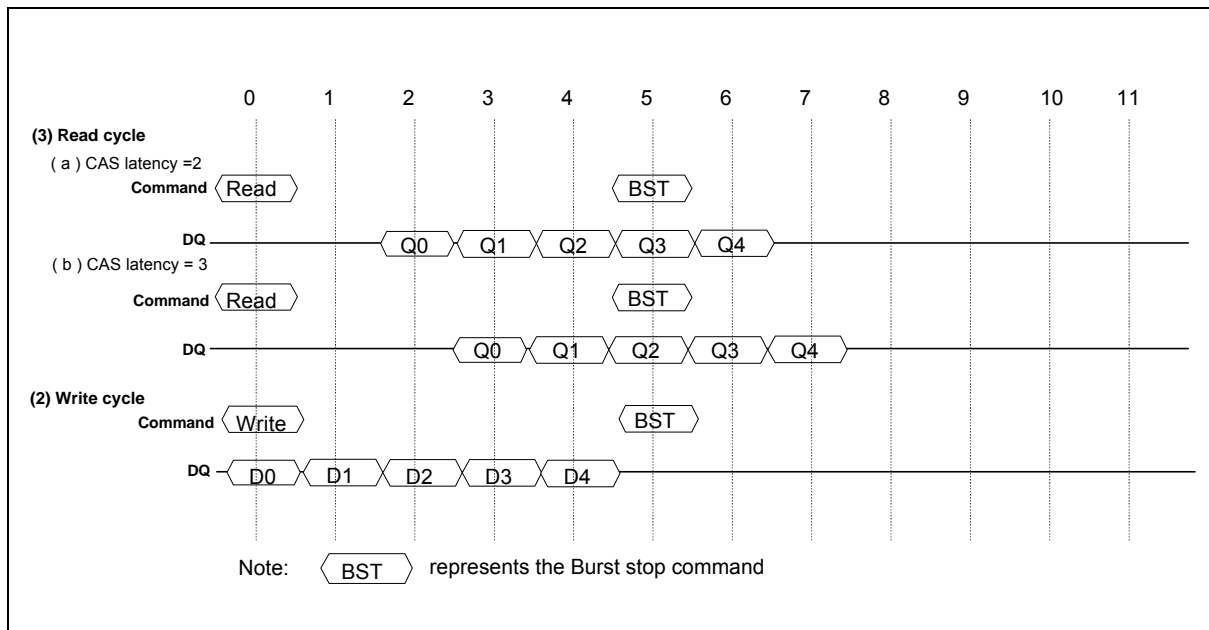 0 1 2 3 4 5 6 7 8 9 10 11
(3) Read cycle
( a ) CAS latency =2
Command Read BST
DQ Q0 Q1 Q2 Q3 Q4
( b ) CAS latency = 3
Command Read BST
DQ Q0 Q1 Q2 Q3 Q4
(2) Write cycle
Command Write BST
DQ D0 D1 D2 D3 D4
Note: BST represents the Burst stop command